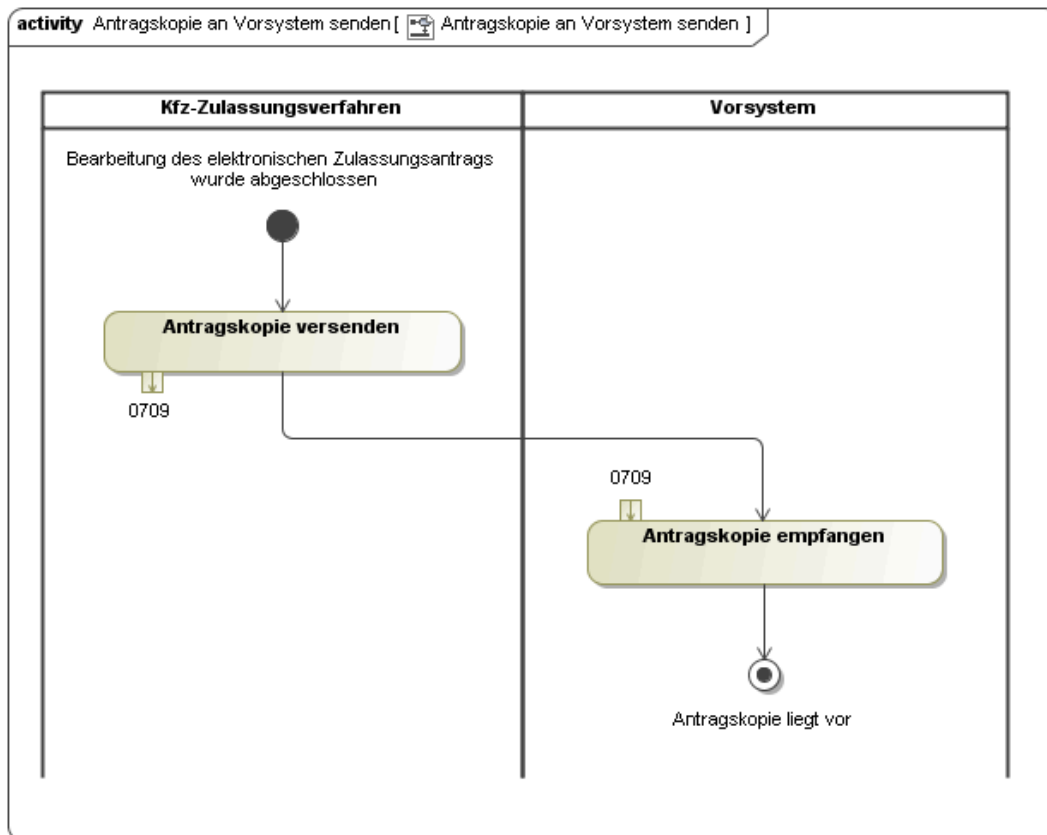 activity Antragskopie an Vorsystem senden [ Antragskopie an Vorsystem senden ]
Kfz-Zulassungsverfahren
Vorsystem
Bearbeitung des elektronischen Zulassungsantrags
wurde abgeschlossen
Antragskopie versenden
0709
0709
Antragskopie empfangen
Antragskopie liegt vor